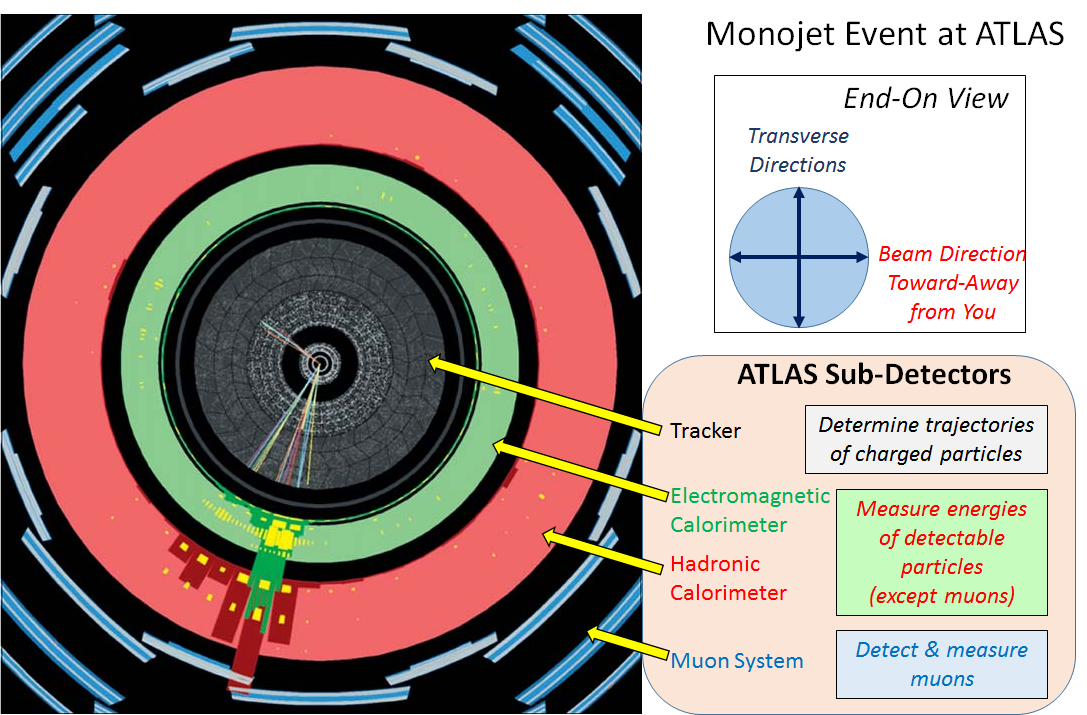 Monojet Event at ATLAS
End-On View
Transverse
Directions
Beam Direction
Toward-Away
from You
ATLAS Sub-Detectors
Tracker
Determine trajectories
of charged particles
Electromagnetic
Calorimeter
Measure energies
of detectable
particles
(except muons)
Hadronic
Calorimeter
Muon System
Detect & measure
muons